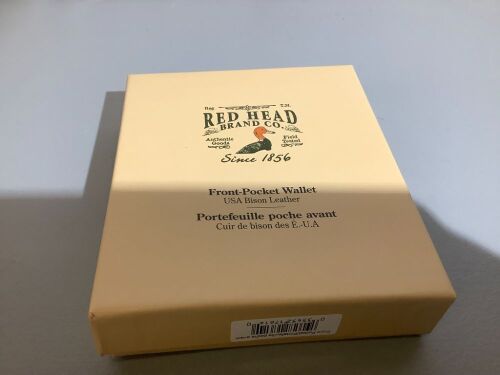 Reg T.M.
RED HEAD
BRAND CO.
Authentic Goods
Field Tested
Since 1856
Front-Pocket Wallet
USA Bison Leather
Portefeuille poche avant
Cuir de bison des É.-U.A